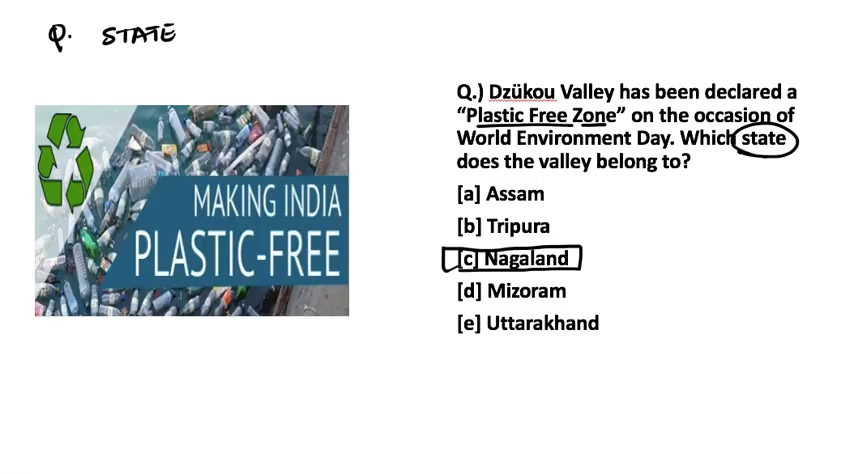 Q. STATE
MAKING INDIA
PLASTIC-FREE
Q.) Dzükou Valley has been declared a
“Plastic Free Zone” on the occasion of
World Environment Day. Which state
does the valley belong to?
[a] Assam
[b] Tripura
[c] Nagaland
[d] Mizoram
[e] Uttarakhand